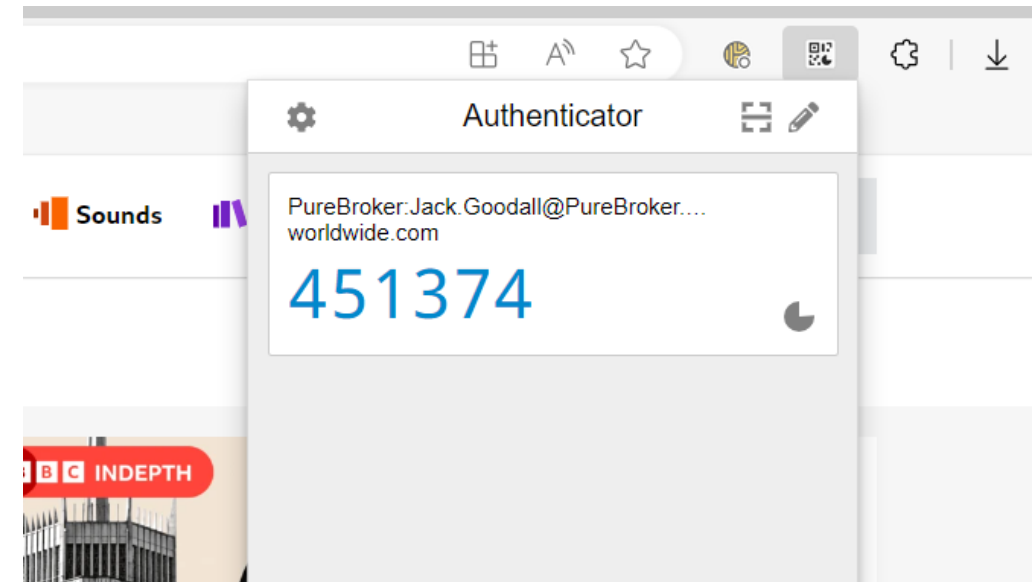 Authenticator
Sounds
PureBroker:Jack.Goodall@PureBroker....
worldwide.com
451374
BBC INDEPTH